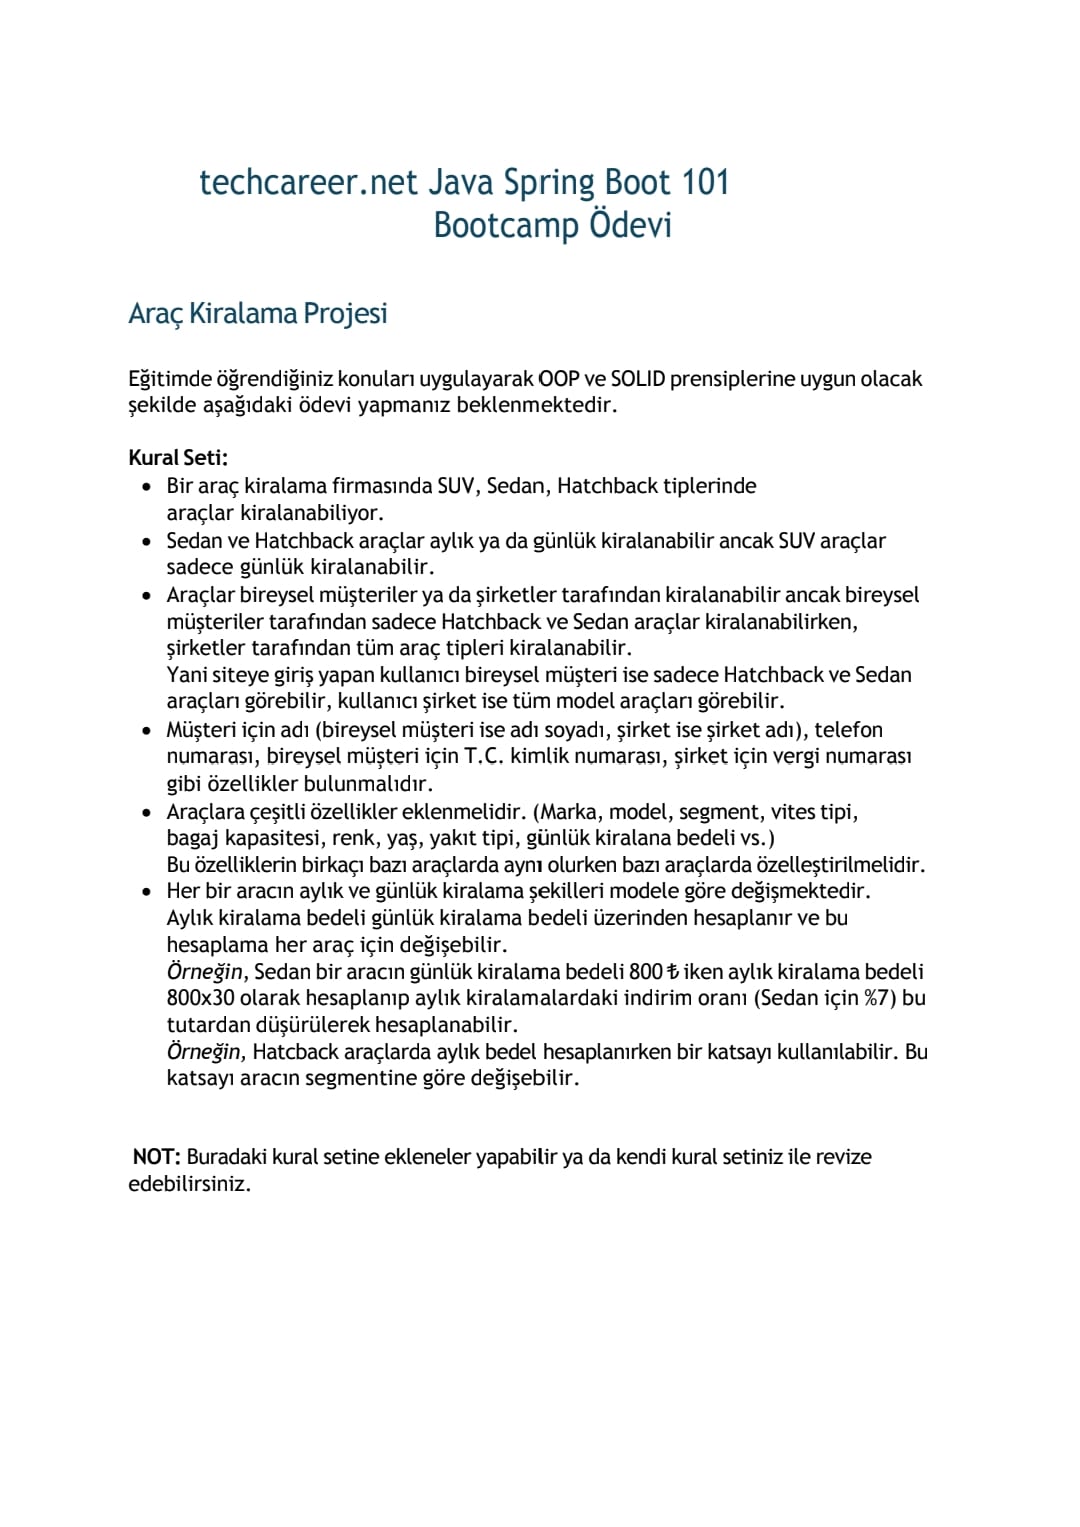 techcareer.net Java Spring Boot 101
Bootcamp Ödevi
Araç Kiralama Projesi
Eğitimde öğrendiğiniz konuları uygulayarak OOP ve SOLID prensiplerine uygun olacak
şekilde aşağıdaki ödevi yapmanız beklenmektedir.
Kural Seti:
• Bir araç kiralama firmasında SUV, Sedan, Hatchback tiplerinde
araçlar kiralanabiliyor.
• Sedan ve Hatchback araçlar aylık ya da günlük kiralanabilir ancak SUV araçlar
sadece günlük kiralanabilir.
• Araçlar bireysel müşteriler ya da şirketler tarafından kiralanabilir ancak bireysel
müşteriler tarafından sadece Hatchback ve Sedan araçlar kiralanabilirken,
şirketler tarafından tüm araç tipleri kiralanabilir.
Yani siteye giriş yapan kullanıcı bireysel müşteri ise sadece Hatchback ve Sedan
araçları görebilir, kullanıcı şirket ise tüm model araçları görebilir.
• Müşteri için adı (bireysel müşteri ise adı soyadı, şirket ise şirket adı), telefon
numarası, bireysel müşteri için T.C. kimlik numarası, şirket için vergi numarası
gibi özellikler bulunmalıdır.
• Araçlara çeşitli özellikler eklenmelidir. (Marka, model, segment, vites tipi,
bagaj kapasitesi, renk, yaş, yakıt tipi, günlük kiralana bedeli vs.)
Bu özelliklerin birkaçı bazı araçlarda aynı olurken bazı araçlarda özelleştirilmelidir.
• Her bir aracın aylık ve günlük kiralama şekilleri modele göre değişmektedir.
Aylık kiralama bedeli günlük kiralama bedeli üzerinden hesaplanır ve bu
hesaplama her araç için değişebilir.
Örneğin, Sedan bir aracın günlük kiralama bedeli 800 ₺ iken aylık kiralama bedeli
800x30 olarak hesaplanıp aylık kiralamalardaki indirim oranı (Sedan için %7) bu
tutardan düşürülerek hesaplanabilir.
Örneğin, Hatcback araçlarda aylık bedel hesaplanırken bir katsayı kullanılabilir. Bu
katsayı aracın segmentine göre değişebilir.
NOT: Buradaki kural setine ekleneler yapabilir ya da kendi kural setiniz ile revize
edebilirsiniz.